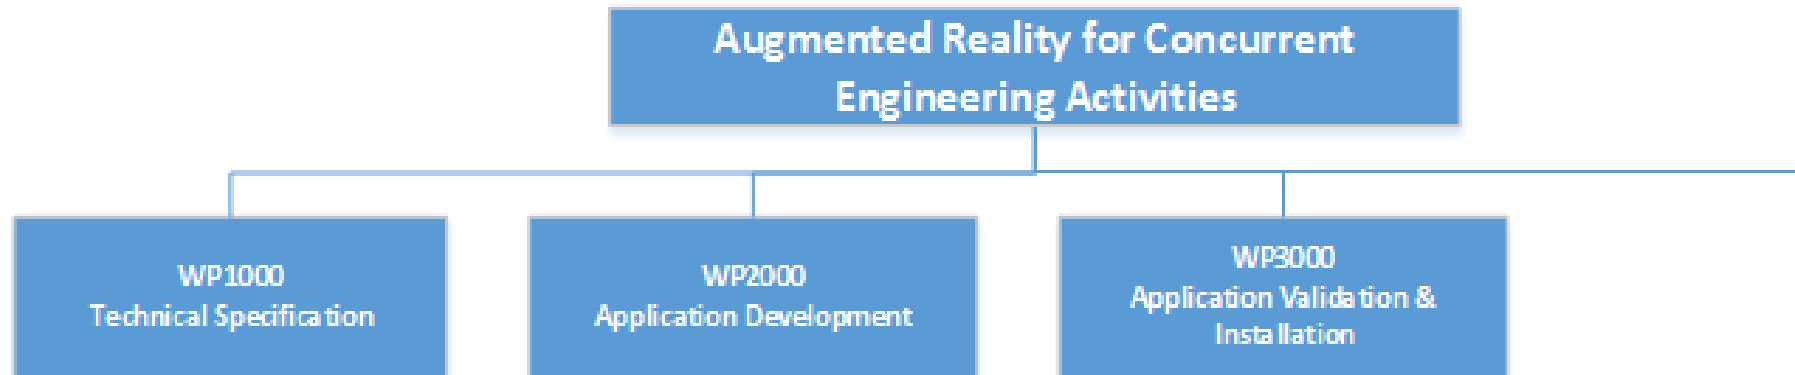 Augmented Reality for Concurrent
Engineering Activities
WP1000
Technical Specification
WP2000
Application Development
WP3000
Application Validation &
Installation